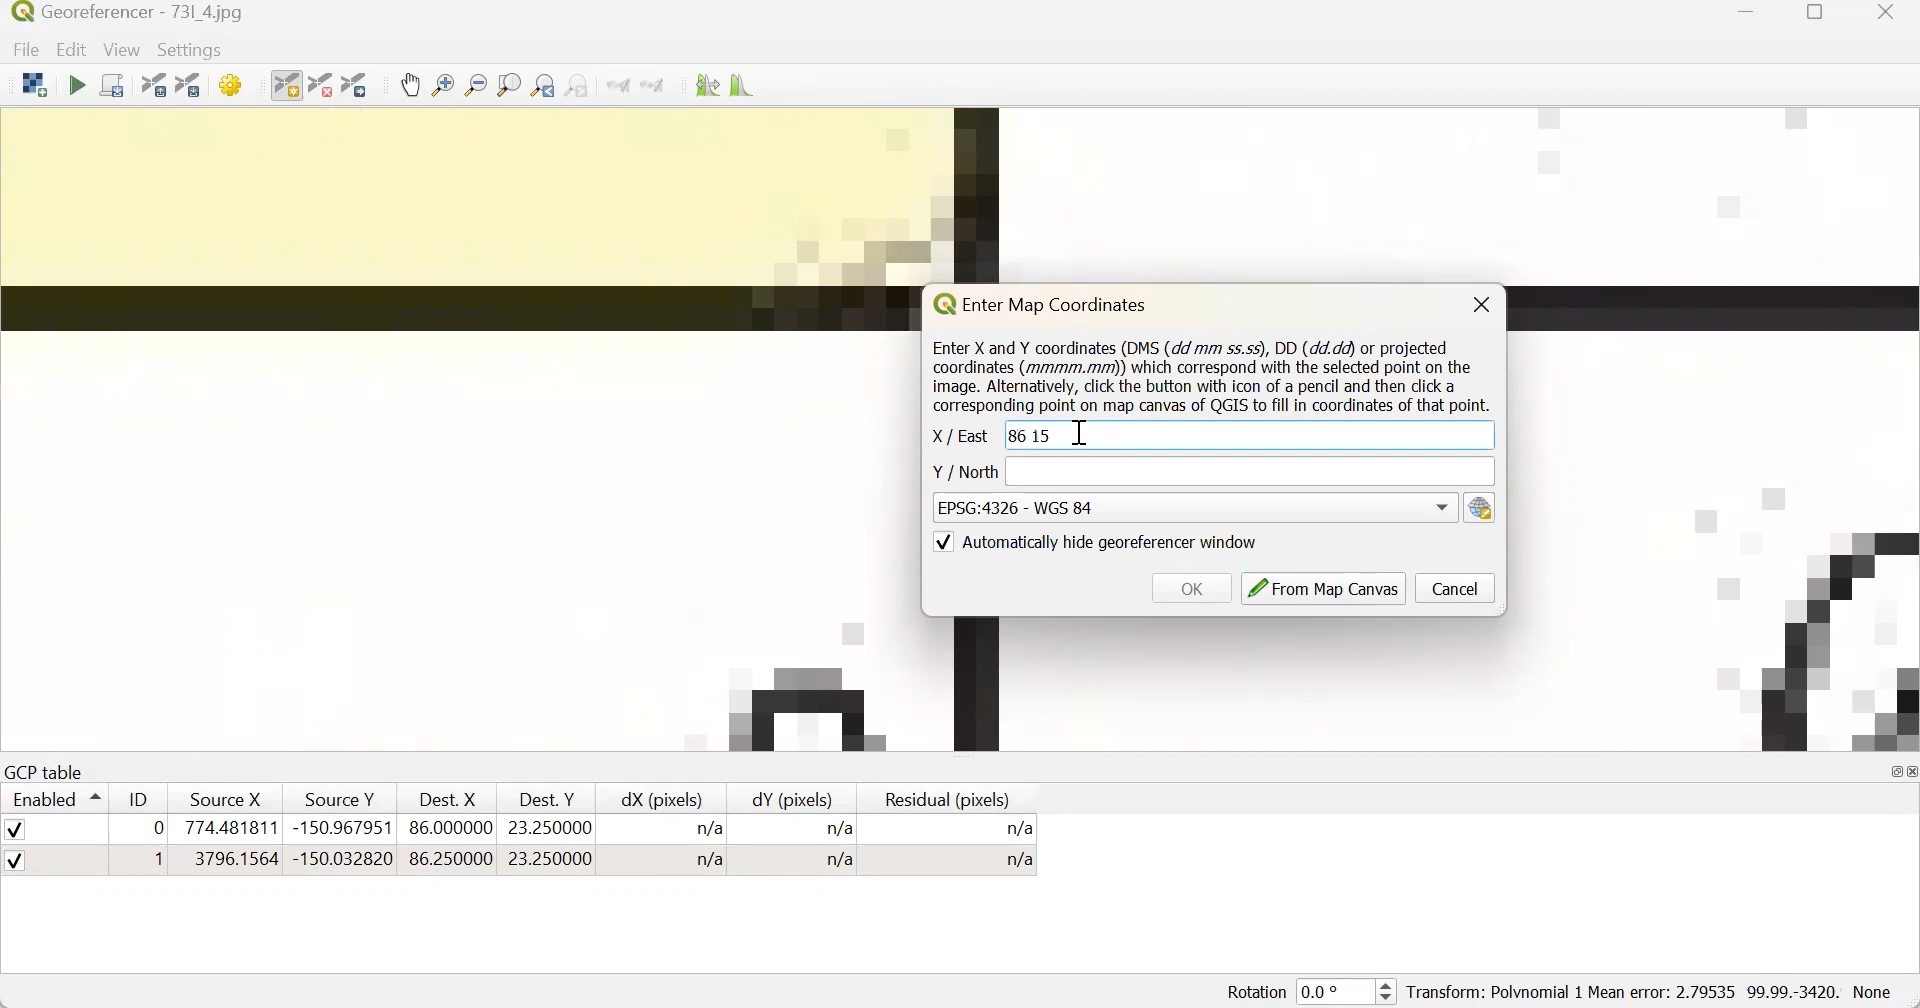 Georeferencer - 73I_4.jpg
File Edit View Settings
Enter Map Coordinates
Enter X and Y coordinates (DMS (dd mm ss.ss), DD (dd.dd) or projected
coordinates (mmmm.mm)) which correspond with the selected point on the
image. Alternatively, click the button with icon of a pencil and then click a
corresponding point on map canvas of QGIS to fill in coordinates of that point.
X / East 86 15
Y / North
EPSG:4326 - WGS 84
Automatically hide georeferencer window
OK From Map Canvas Cancel
GCP table
Enabled ID Source X Source Y Dest. X Dest. Y dX (pixels) dY (pixels) Residual (pixels)
0 774.481811 -150.967951 86.000000 23.250000 n/a n/a n/a
1 3796.1564 -150.032820 86.250000 23.250000 n/a n/a n/a
Rotation 0.0 ° Transform: Polynomial 1 Mean error: 2.79535 99.99.-3420. None